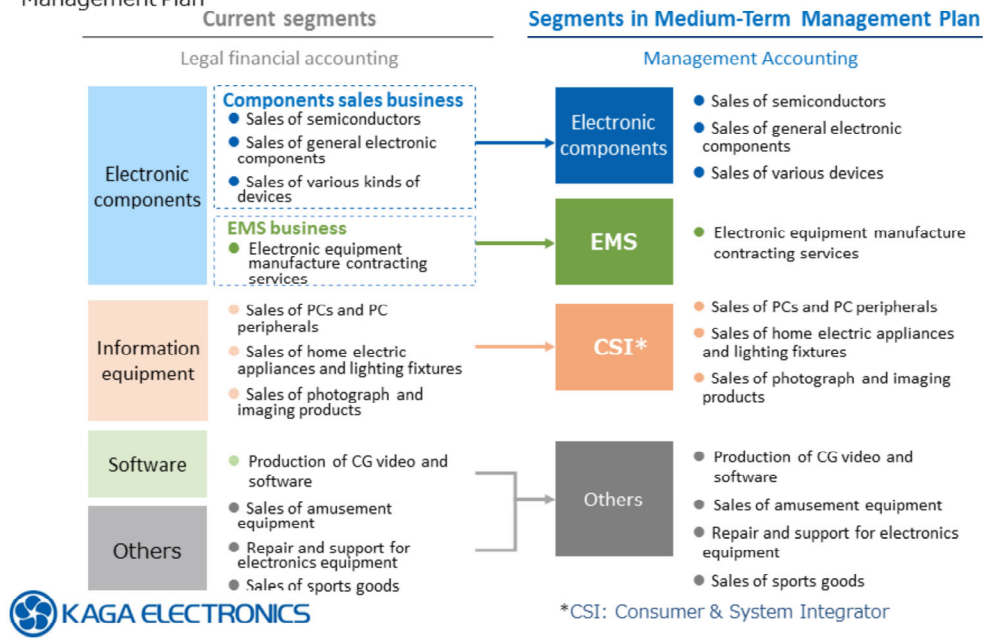 Management Plan
Current segments
Legal financial accounting
Electronic
components
Components sales business
Sales of semiconductors
Sales of general electronic
components
Sales of various kinds of
devices
EMS business
Electronic equipment
manufacture contracting
services
Information
equipment
Sales of PCs and PC
peripherals
Sales of home electric
appliances and lighting fixtures
Sales of photograph and
imaging products
Software
Production of CG video and
software
Others
Sales of amusement
equipment
Repair and support for
electronics equipment
Sales of sports goods
Segments in Medium-Term Management Plan
Management Accounting
Electronic
components
Sales of semiconductors
Sales of general electronic
components
Sales of various devices
EMS
Electronic equipment manufacture
contracting services
CSI*
Sales of PCs and PC peripherals
Sales of home electric appliances
and lighting fixtures
Sales of photograph and imaging
products
Others
Production of CG video and
software
Sales of amusement equipment
Repair and support for electronics
equipment
Sales of sports goods
KAGA ELECTRONICS
*CSI: Consumer & System Integrator